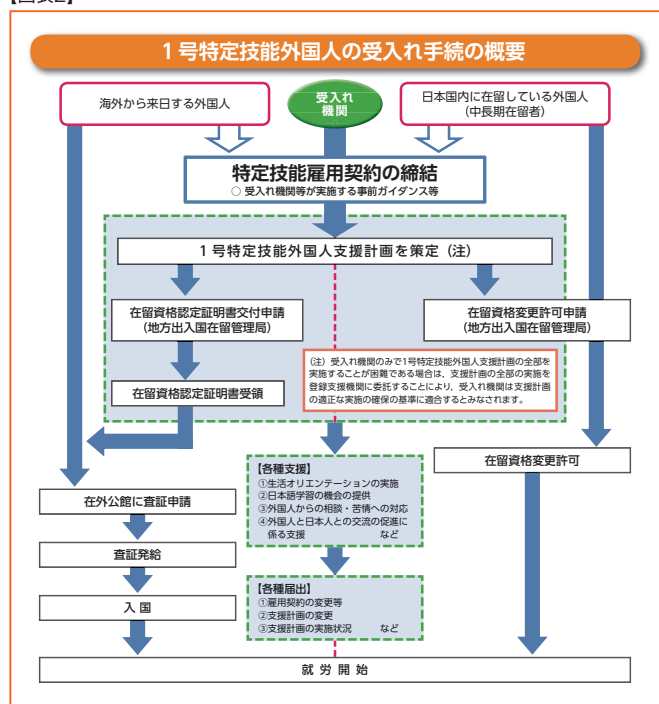 １号特定技能外国人の受入れ手続の概要
海外から来日する外国人
受入れ
機関
日本国内に在留している外国人
（中長期在留者）
特定技能雇用契約の締結
○ 受入れ機関等が実施する事前ガイダンス等
１号特定技能外国人支援計画を策定（注）
在留資格認定証明書交付申請
（地方出入国在留管理局）
在留資格変更許可申請
（地方出入国在留管理局）
（注）受入れ機関のみで1号特定技能外国人支援計画の全部を
実施することが困難である場合は，支援計画の全部の実施を
登録支援機関に委託することにより，受入れ機関は支援計画
の適正な実施の確保の基準に適合するとみなされます。
在留資格認定証明書受領
【各種支援】
①生活オリエンテーションの実施
②日本語学習の機会の提供
③外国人からの相談・苦情への対応
④外国人と日本人との交流の促進に
係る支援　　　　など
在留資格変更許可
在外公館に査証申請
査証発給
入 国
【各種届出】
①雇用契約の変更等
②支援計画の変更
③支援計画の実施状況　　など
就 労 開 始